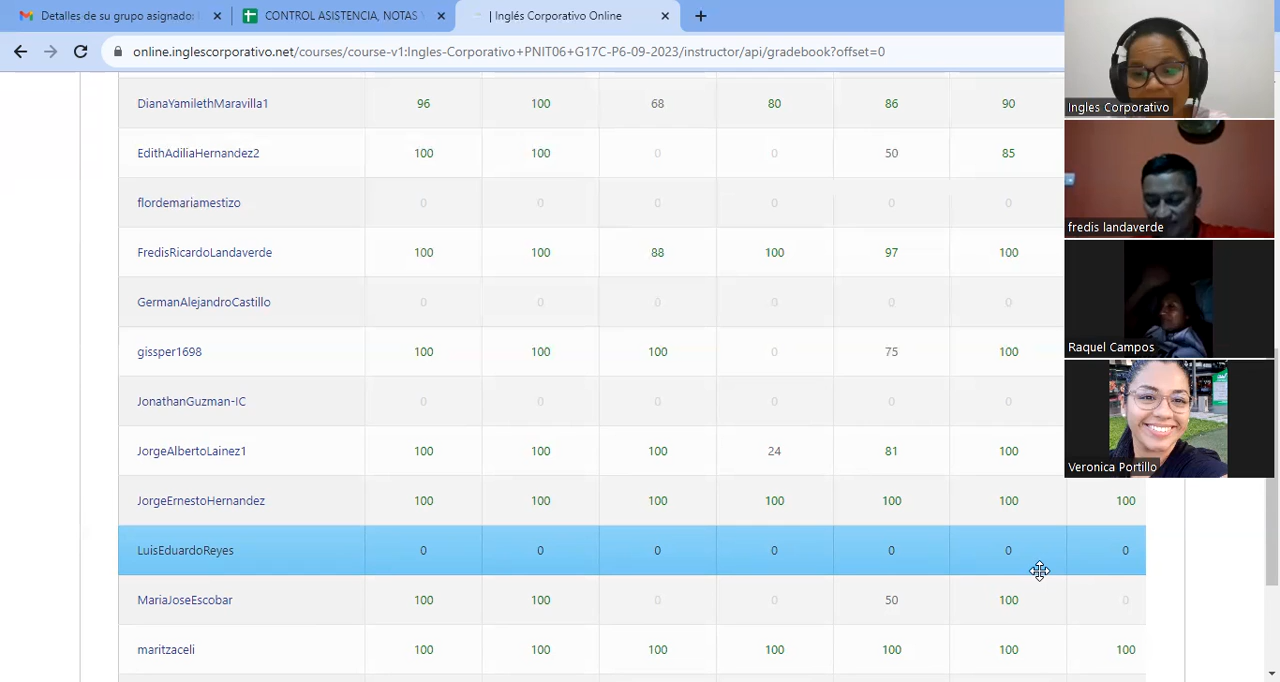 Detalles de su grupo asignado:
CONTROL ASISTENCIA, NOTAS Y
| Inglés Corporativo Online
online.inglescorporativo.net/courses/course-v1:Ingles-Corporativo+PNIT06+G17C-P6-09-2023/instructor/api/gradebook?offset=0
DianaYamilethMaravilla1 96 100 68 80 86 90
EdithAdiliaHernandez2 100 100 0 0 50 85
flordemariamestizo 0 0 0 0 0 0
FredisRicardoLandaverde 100 100 88 100 97 100
GermanAlejandroCastillo 0 0 0 0 0 0
gissper1698 100 100 100 0 75 100
JonathanGuzman-IC 0 0 0 0 0 0
JorgeAlbertoLainez1 100 100 100 24 81 100
JorgeErnestoHernandez 100 100 100 100 100 100 100
LuisEduardoReyes 0 0 0 0 0 0 0
MariaJoseEscobar 100 100 0 0 50 100 0
maritzaceli 100 100 100 100 100 100 100
Ingles Corporativo
fredis landaverde
Raquel Campos
Veronica Portillo